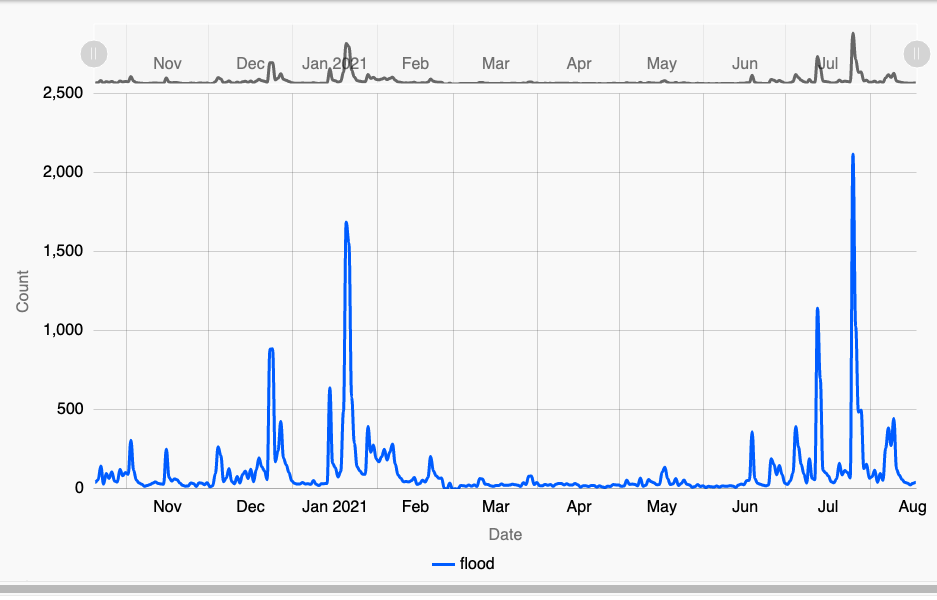 Nov Dec Jan 2021 Feb Mar Apr May Jun Jul
2,500
2,000
1,500
1,000
500
0
Count
Nov Dec Jan 2021 Feb Mar Apr May Jun Jul Aug
Date
flood